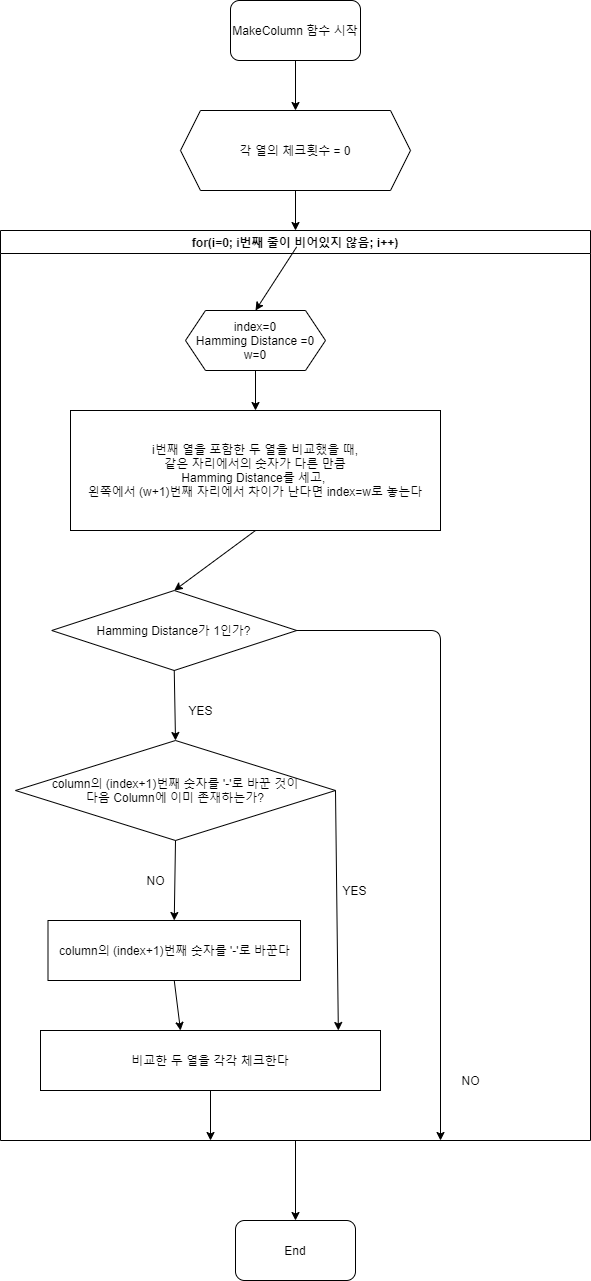 MakeColumn 함수 시작
각 열의 체크횟수 = 0
for(i=0; i번째 줄이 비어있지 않음; i++)
index=0
Hamming Distance =0
w=0
i번째 열을 포함한 두 열을 비교했을 때,
같은 자리에서의 숫자가 다른 만큼
Hamming Distance를 세고,
왼쪽에서 (w+1)번째 자리에서 차이가 난다면 index=w로 놓는다
Hamming Distance가 1인가?
YES
column의 (index+1)번째 숫자를 '-'로 바꾼 것이
다음 Column에 이미 존재하는가?
NO
YES
column의 (index+1)번째 숫자를 '-'로 바꾼다
비교한 두 열을 각각 체크한다
NO
End